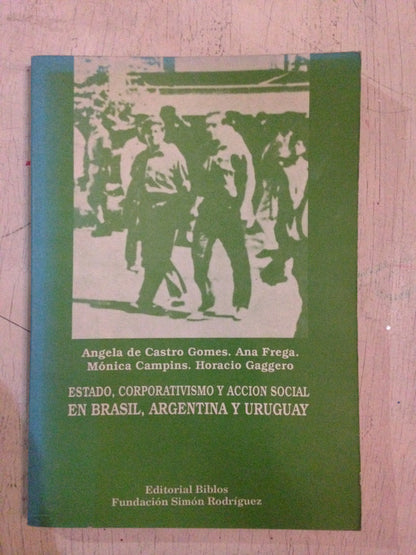 Angela de Castro Gomes. Ana Frega.
Mónica Campins. Horacio Gaggero
ESTADO, CORPORATIVISMO Y ACCION SOCIAL
EN BRASIL, ARGENTINA Y URUGUAY
Editorial Biblos
Fundación Simón Rodríguez